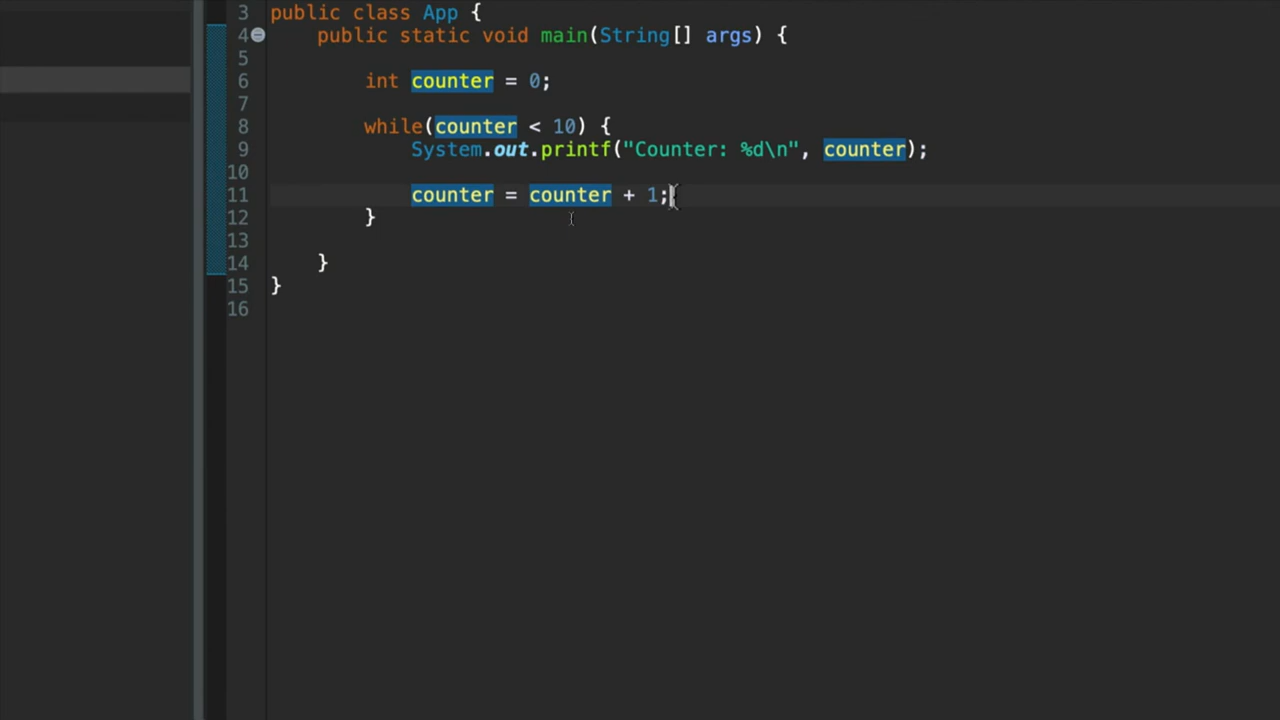 3 public class App {
4 public static void main(String[] args) {
5
6 int counter = 0;
7
8 while(counter < 10) {
9 System.out.printf("Counter: %d\n", counter);
10
11 counter = counter + 1;
12 }
13
14 }
15 }
16